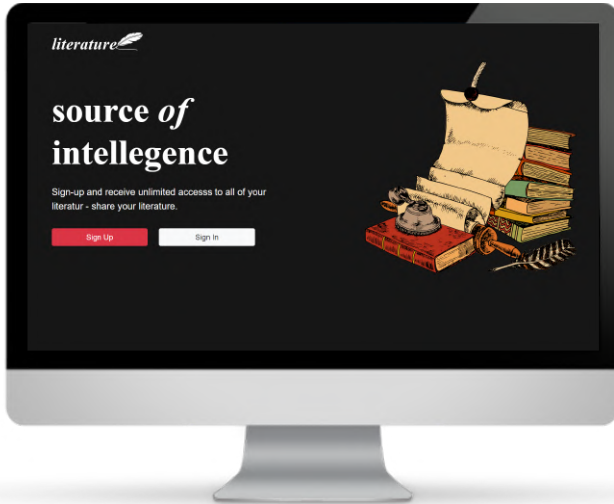 literature
source of
intellegence
Sign-up and receive unlimited accesss to all of your
literatur - share your literature.
Sign Up
Sign In